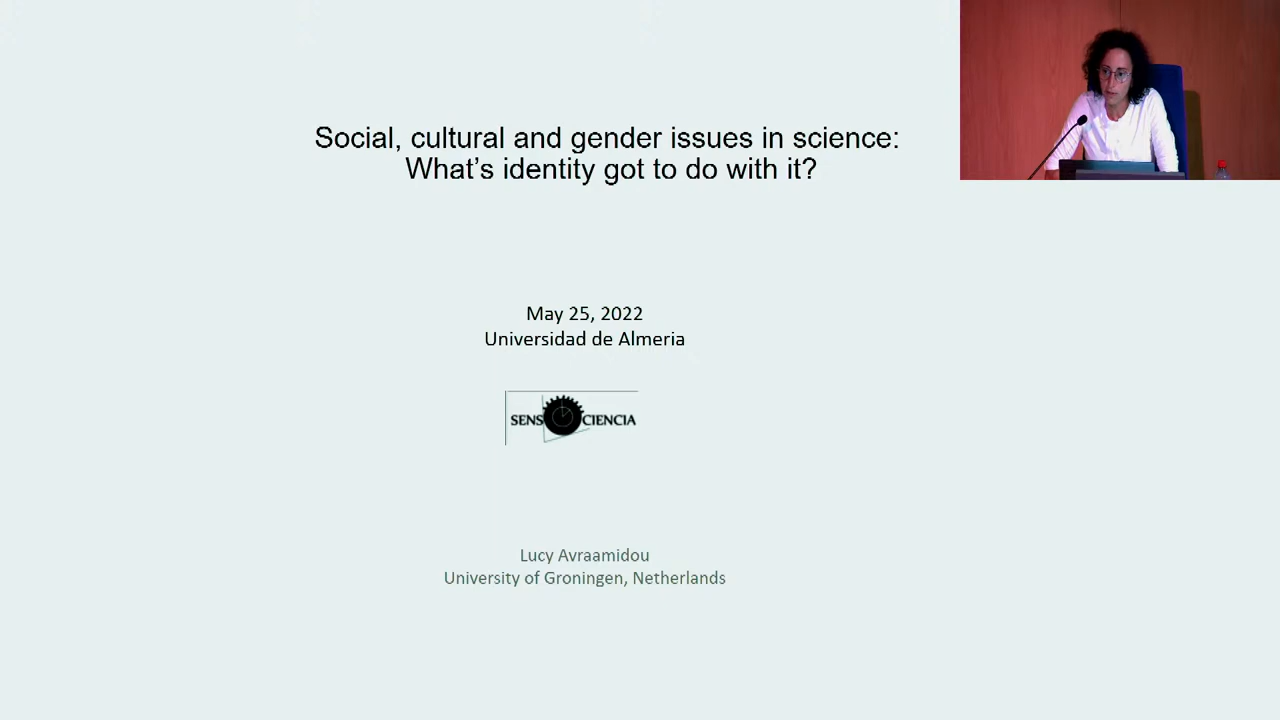 Social, cultural and gender issues in science:
What's identity got to do with it?
May 25, 2022
Universidad de Almeria
SENS CIENCIA
Lucy Avraamidou
University of Groningen, Netherlands